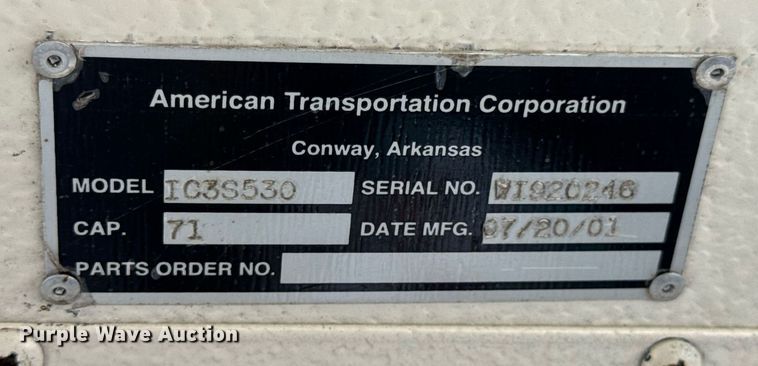 American Transportation Corporation
Conway, Arkansas
MODEL IC3S530 SERIAL NO. WI920246
CAP. 71 DATE MFG. 07/20/01
PARTS ORDER NO.
Purple Wave Auction